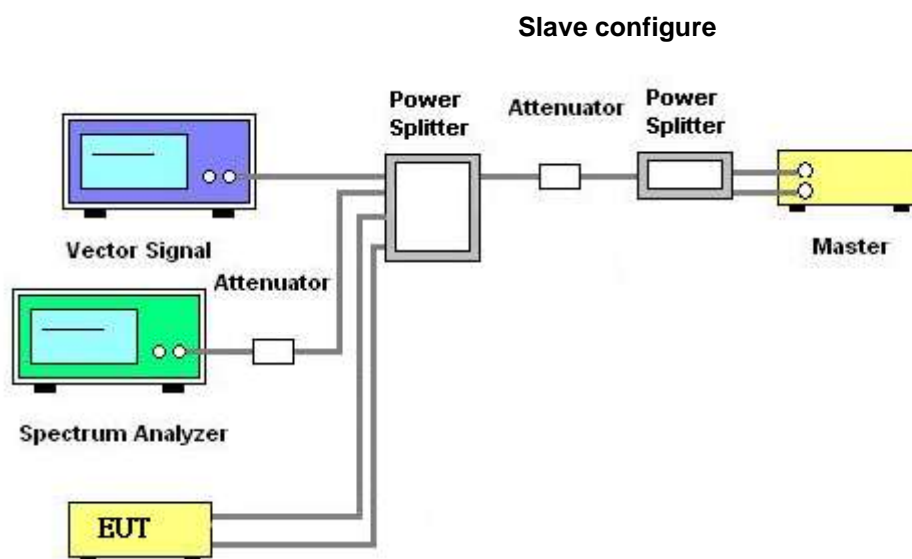 Slave configure
Power
Splitter
Attenuator
Power
Splitter
Vector Signal
Master
Attenuator
Spectrum Analyzer
EUT